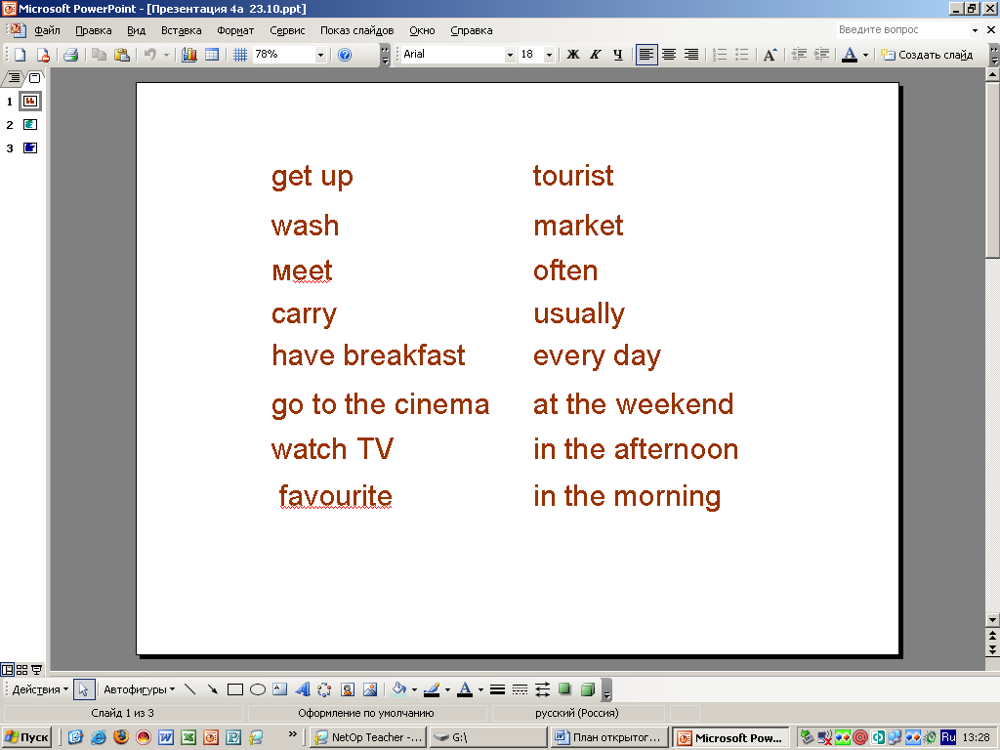 Microsoft PowerPoint - [Презентация 4а  23.10.ppt]
Файл Правка Вид Вставка Формат Сервис Показ слайдов Окно Справка Введите вопрос
78% Arial 18 Ж К Ч Создать слайд
1
2
3
get up tourist
wash market
мeet often
carry usually
have breakfast every day
go to the cinema at the weekend
watch TV in the afternoon
favourite in the morning
Действия Автофигуры
Слайд 1 из 3 Оформление по умолчанию русский (Россия)
Пуск NetOp Teacher -... G:\ План открытог... Microsoft Pow... Ru 13:28